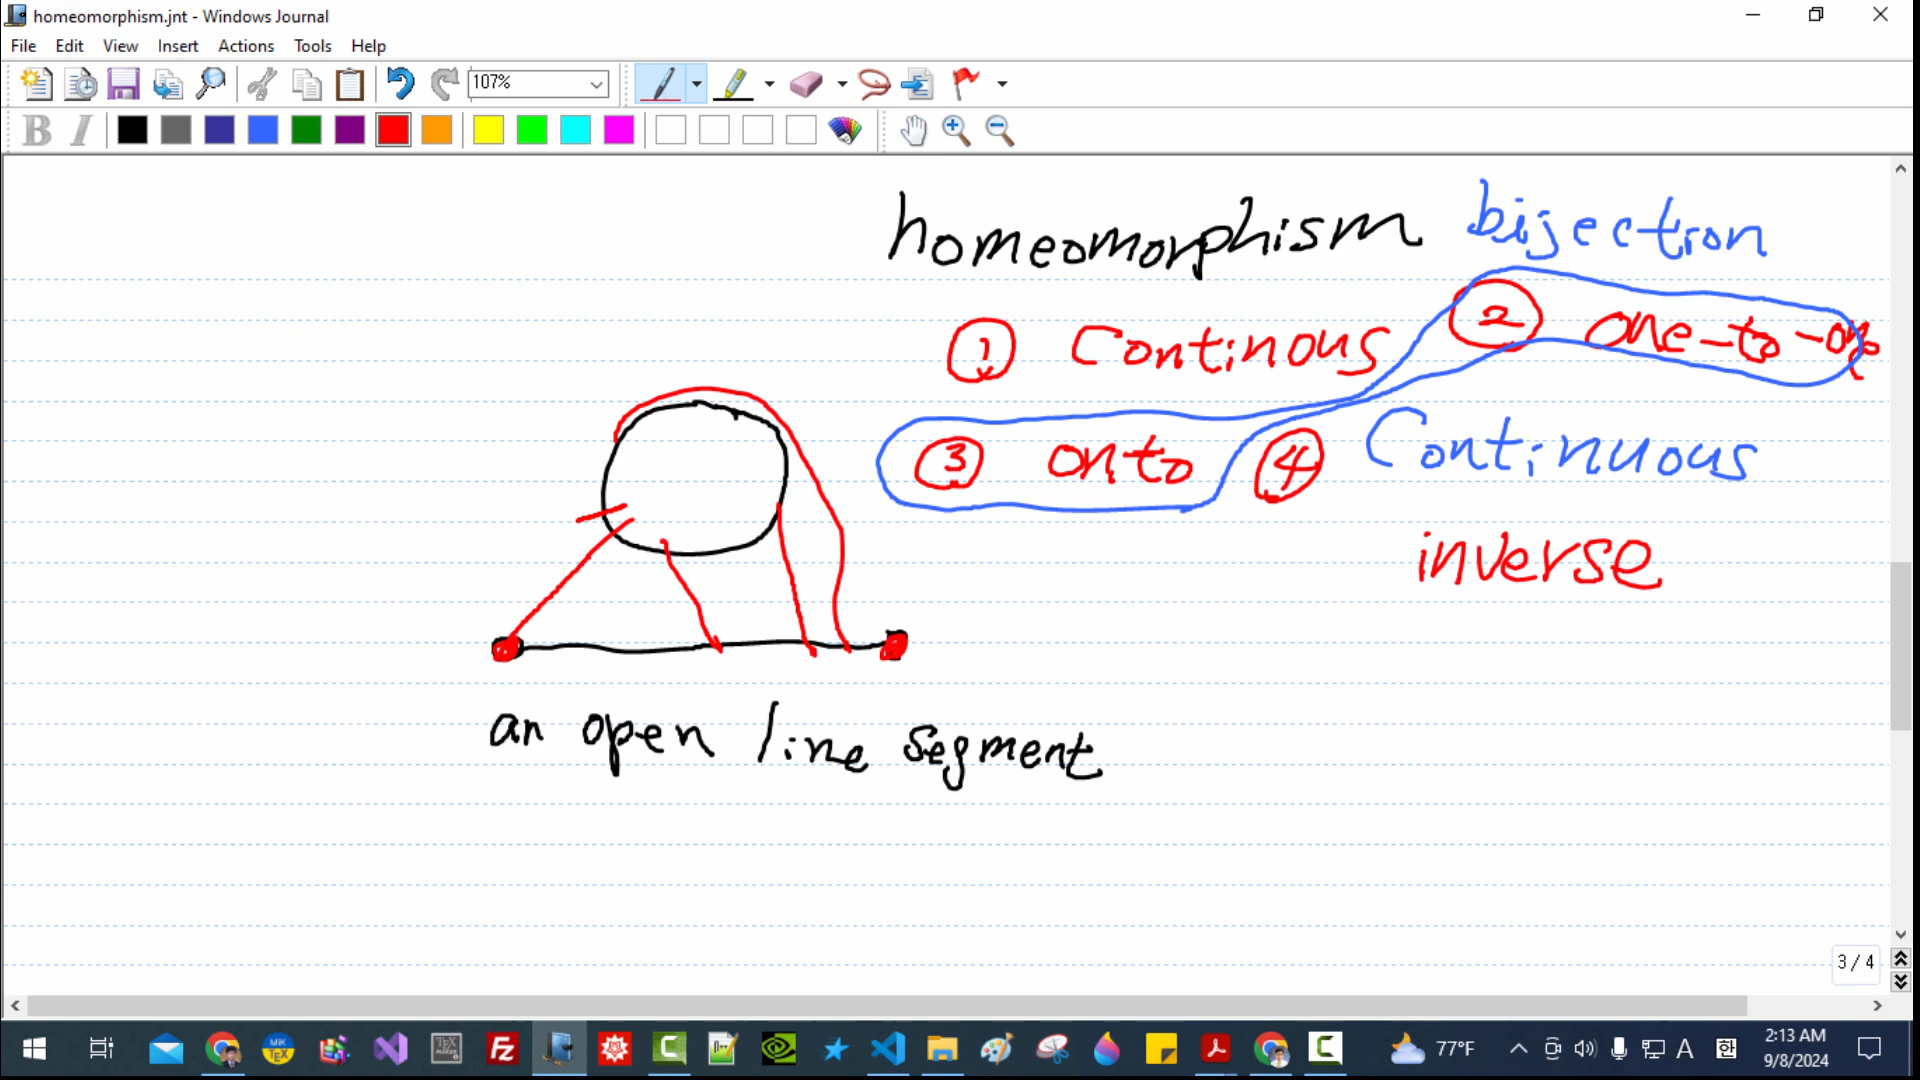 homeomorphism.jnt - Windows Journal
File Edit View Insert Actions Tools Help
107%
B I
homeomorphism bijection
① Continous ② one-to-one
③ onto ④ Continuous
inverse
an open line segment
3 / 4
77°F A 한 2:13 AM
9/8/2024